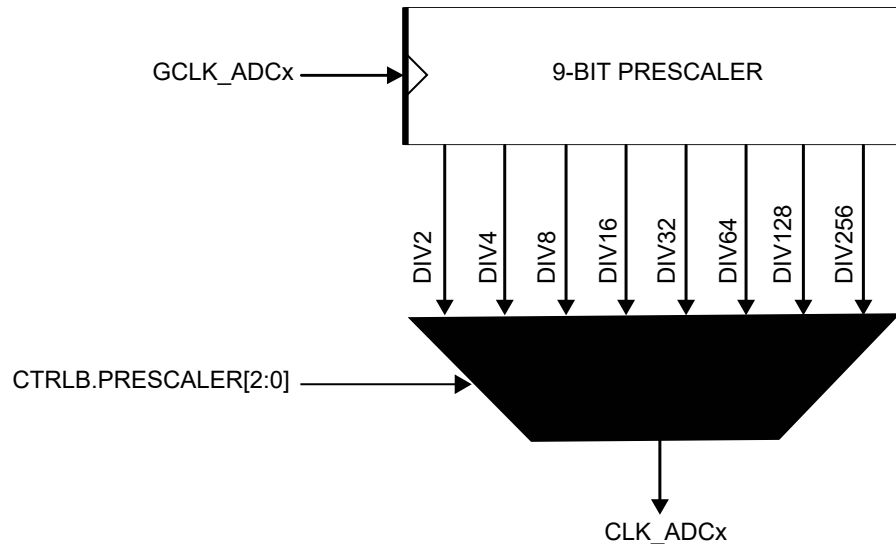 GCLK_ADCx
9-BIT PRESCALER
DIV2
DIV4
DIV8
DIV16
DIV32
DIV64
DIV128
DIV256
CTRLB.PRESCALER[2:0]
CLK_ADCx